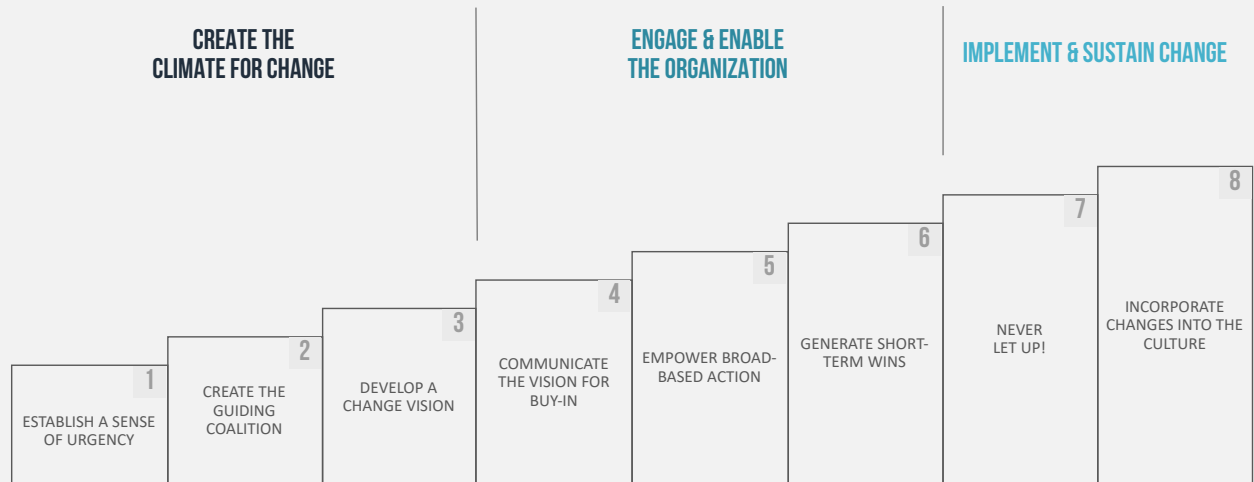 CREATE THE
CLIMATE FOR CHANGE
ENGAGE & ENABLE
THE ORGANIZATION
IMPLEMENT & SUSTAIN CHANGE
1
ESTABLISH A SENSE
OF URGENCY
2
CREATE THE
GUIDING
COALITION
3
DEVELOP A
CHANGE VISION
4
COMMUNICATE
THE VISION FOR
BUY-IN
5
EMPOWER BROAD-
BASED ACTION
6
GENERATE SHORT-
TERM WINS
7
NEVER
LET UP!
8
INCORPORATE
CHANGES INTO THE
CULTURE